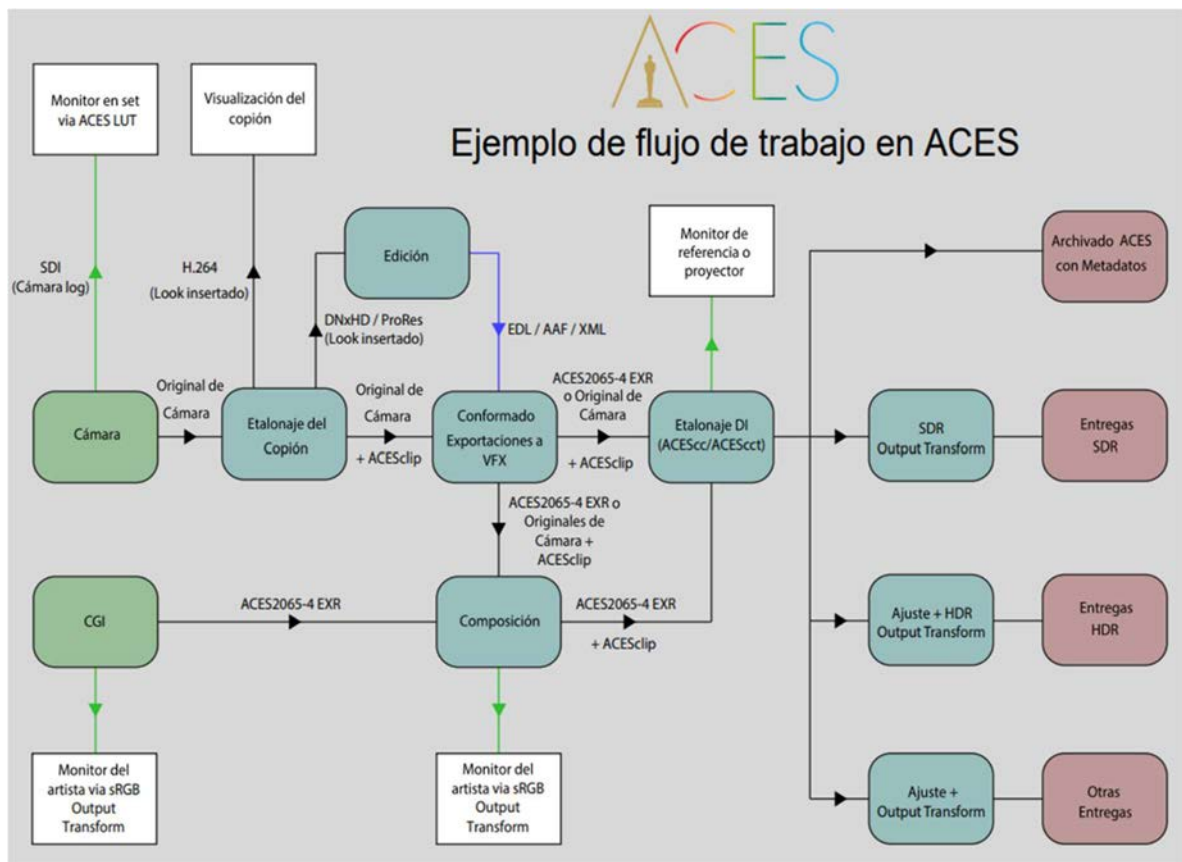 ACES
Ejemplo de flujo de trabajo en ACES
Monitor en set
via ACES LUT
Visualización del
copión
SDI
(Cámara log)
H.264
(Look insertado)
Edición
DNxHD / ProRes
(Look insertado)
EDL / AAF / XML
Monitor de
referencia o
proyector
Archivado ACES
con Metadatos
Cámara
Original de
Cámara
Etalonaje del
Copión
Original de
Cámara
+ ACESclip
Conformado
Exportaciones a
VFX
ACES2065-4 EXR
o Original de
Cámara
+ ACESclip
Etalonaje DI
(ACEScc/ACEScct)
SDR
Output Transform
Entregas
SDR
ACES2065-4 EXR o
Originales de
Cámara +
ACESclip
CGI
ACES2065-4 EXR
Composición
ACES2065-4 EXR
+ ACESclip
Ajuste + HDR
Output Transform
Entregas
HDR
Monitor del
artista via sRGB
Output
Transform
Monitor del
artista via sRGB
Output
Transform
Ajuste +
Output Transform
Otras
Entregas